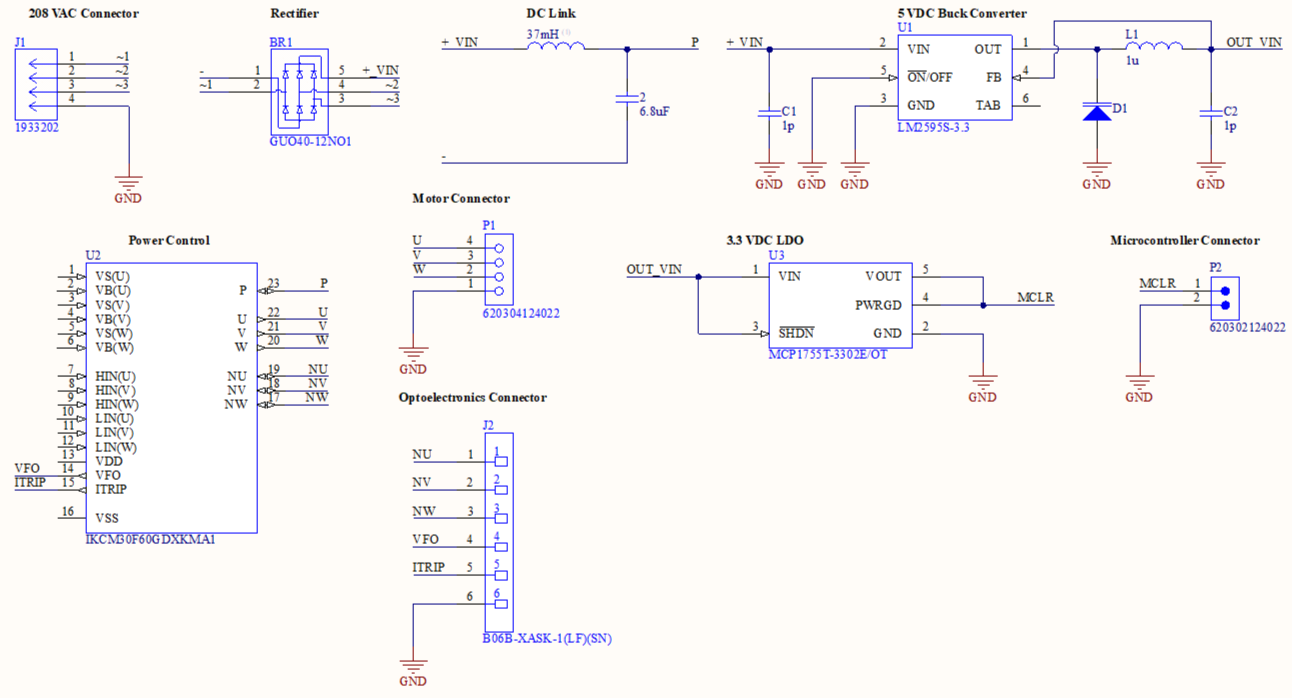 208 VAC Connector
J1
1 ~1
2 ~2
3 ~3
4
1933202
GND
Rectifier
BR1
- 1
~1 2
5 +_VIN
4 ~2
3 ~3
GUO40-12NO1
DC Link
+_VIN
37mH
P
2
6.8uF
-
5 VDC Buck Converter
U1
+_VIN
2 VIN
5 ON/OFF
3 GND
OUT 1
FB 4
TAB 6
LM2595S-3.3
C1
1p
L1
1u
OUT_VIN
D1
C2
1p
GND
GND
GND
GND
GND
Power Control
U2
1 VS(U)
2 VB(U)
3 VS(V)
4 VB(V)
5 VS(W)
6 VB(W)
7 HIN(U)
8 HIN(V)
9 HIN(W)
10 LIN(U)
11 LIN(V)
12 LIN(W)
13 VDD
VFO 14 VFO
ITRIP 15 ITRIP
16 VSS
P 23 P
U 22 U
V 21 V
W 20 W
NU 19 NU
NV 18 NV
NW 17 NW
IKCM30F60GDXKMA1
Motor Connector
P1
U 4
V 3
W 2
1
620304124022
GND
Optoelectronics Connector
J2
NU 1 1
NV 2 2
NW 3 3
VFO 4 4
ITRIP 5 5
6 6
B06B-XASK-1(LF)(SN)
GND
3.3 VDC LDO
U3
OUT_VIN
1 VIN
3 SHDN
VOUT 5
PWRGD 4
GND 2
MCLR
MCP1755T-3302E/OT
GND
Microcontroller Connector
P2
MCLR 1
2
620302124022
GND